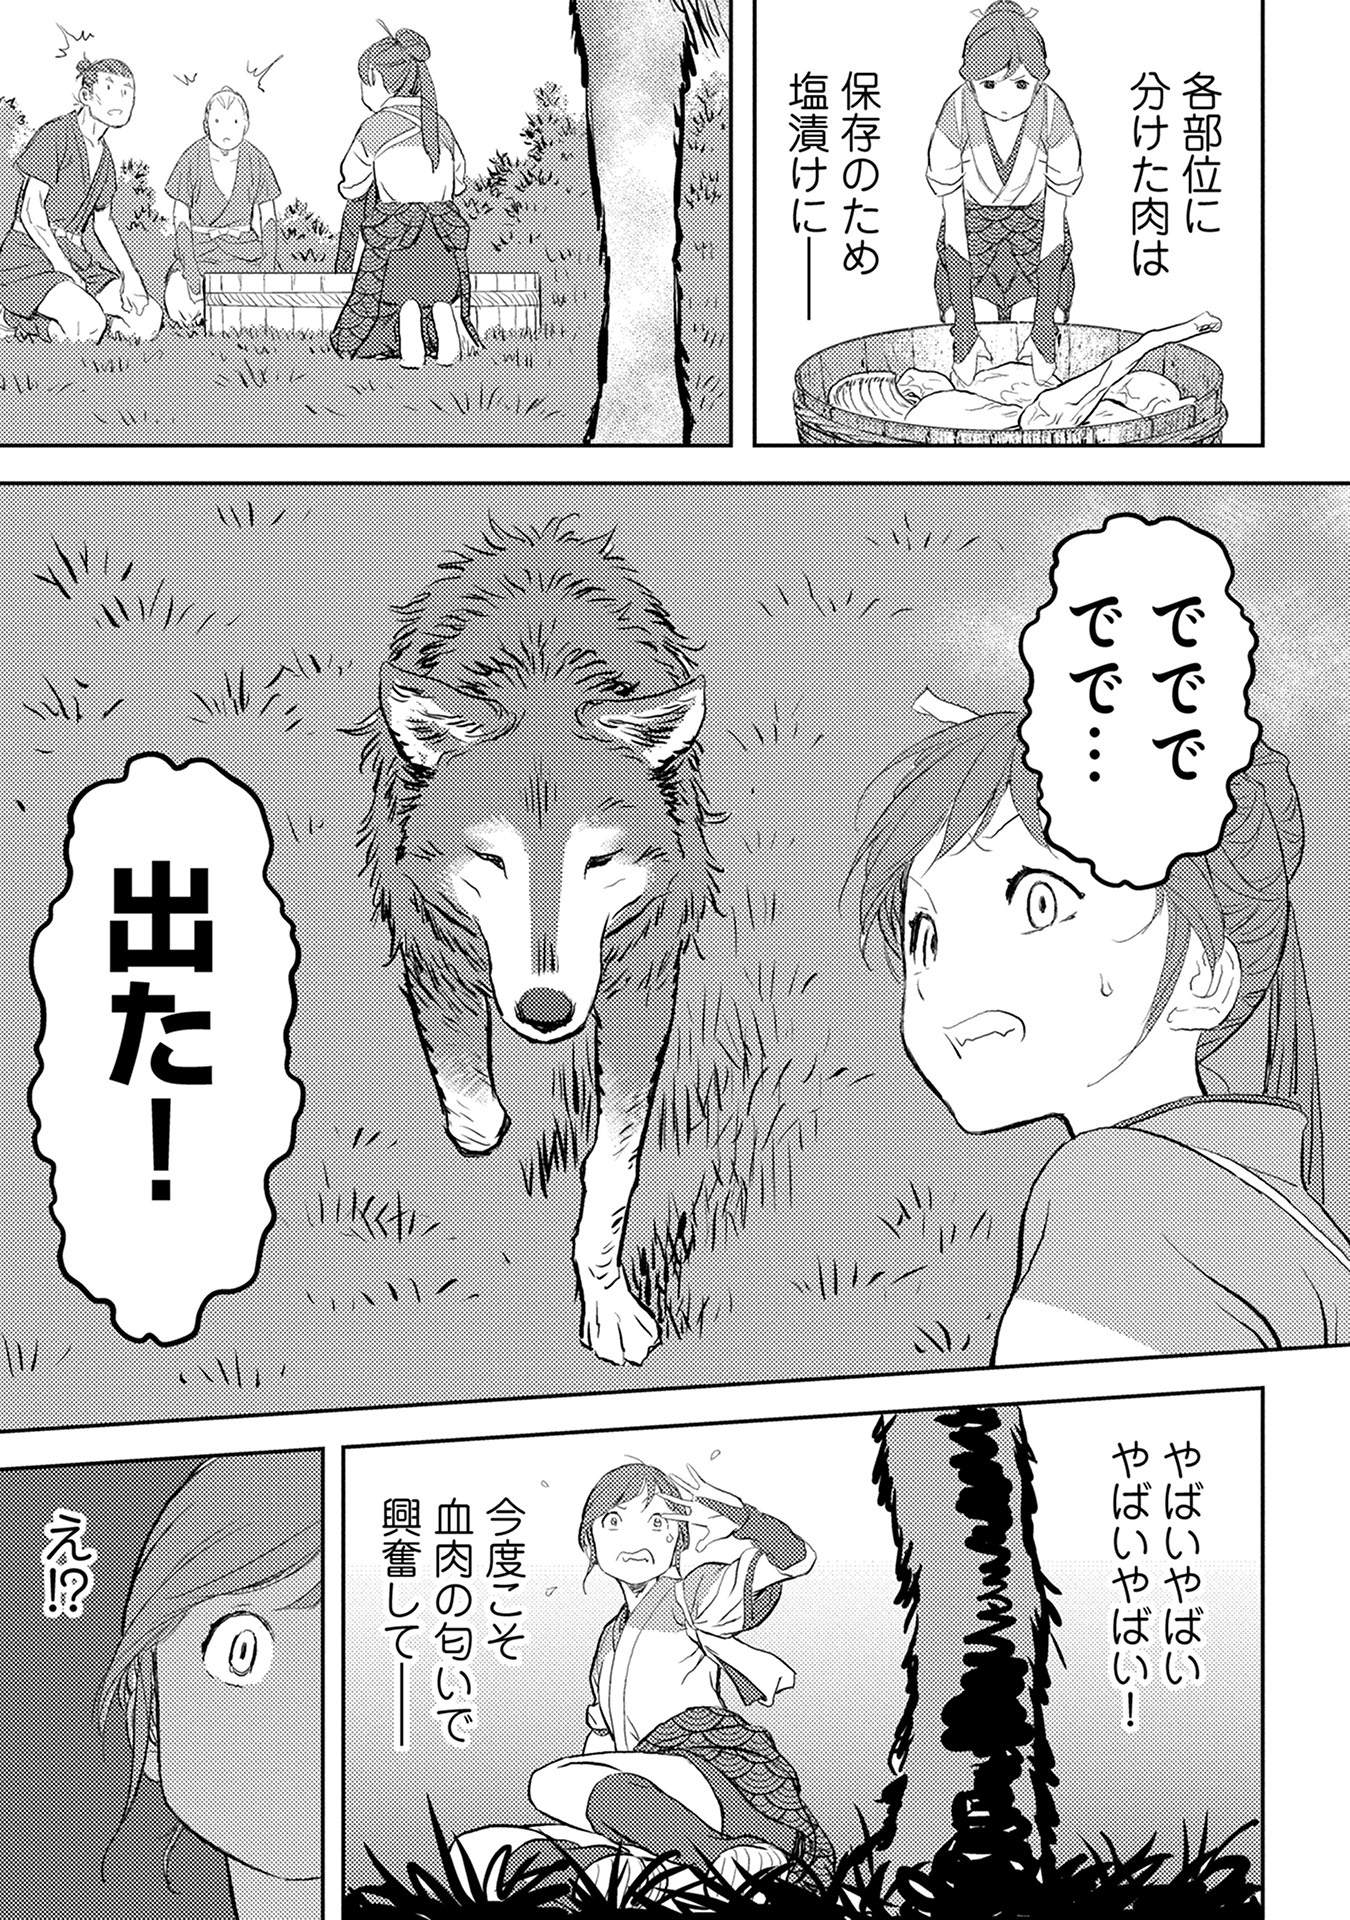 各部位に
分けた肉は
保存のため
塩漬けに――
ででで
でで…
出た！
やばいやばい
やばいやばい！
今度こそ
血肉の匂いで
興奮して――
え!?